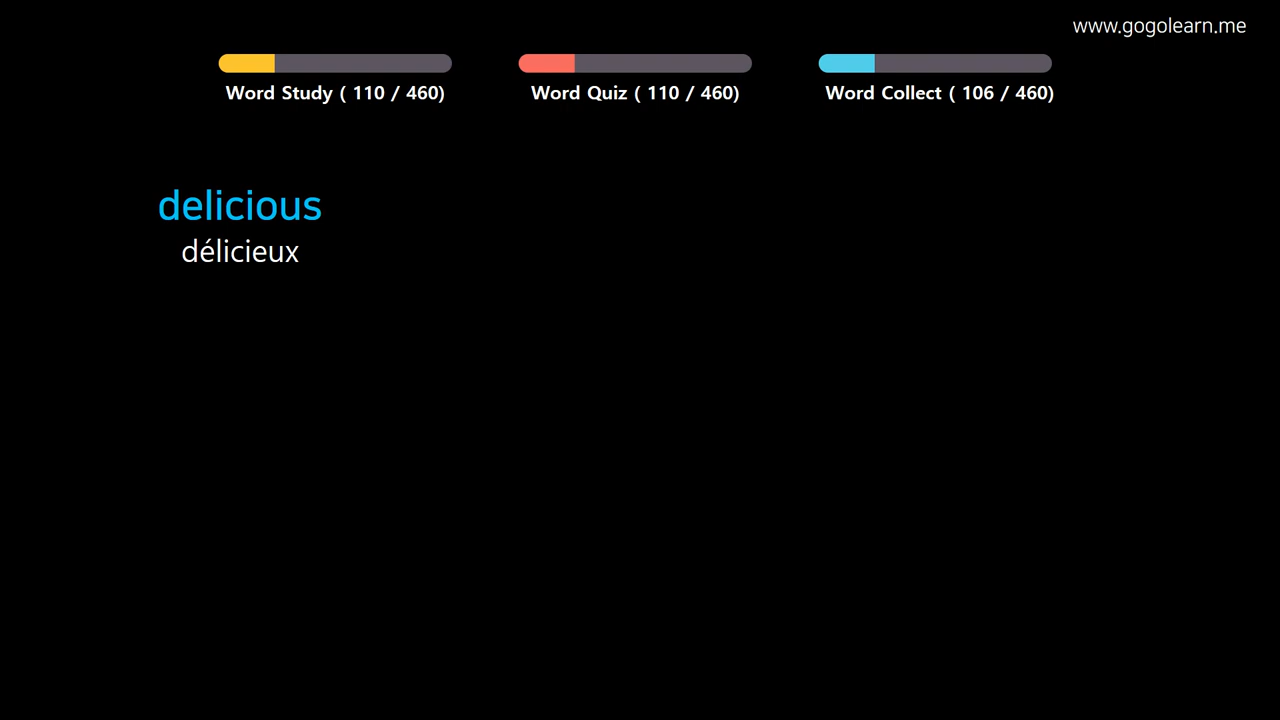 www.gogolearn.me
Word Study ( 110 / 460)
Word Quiz ( 110 / 460)
Word Collect ( 106 / 460)
delicious
délicieux